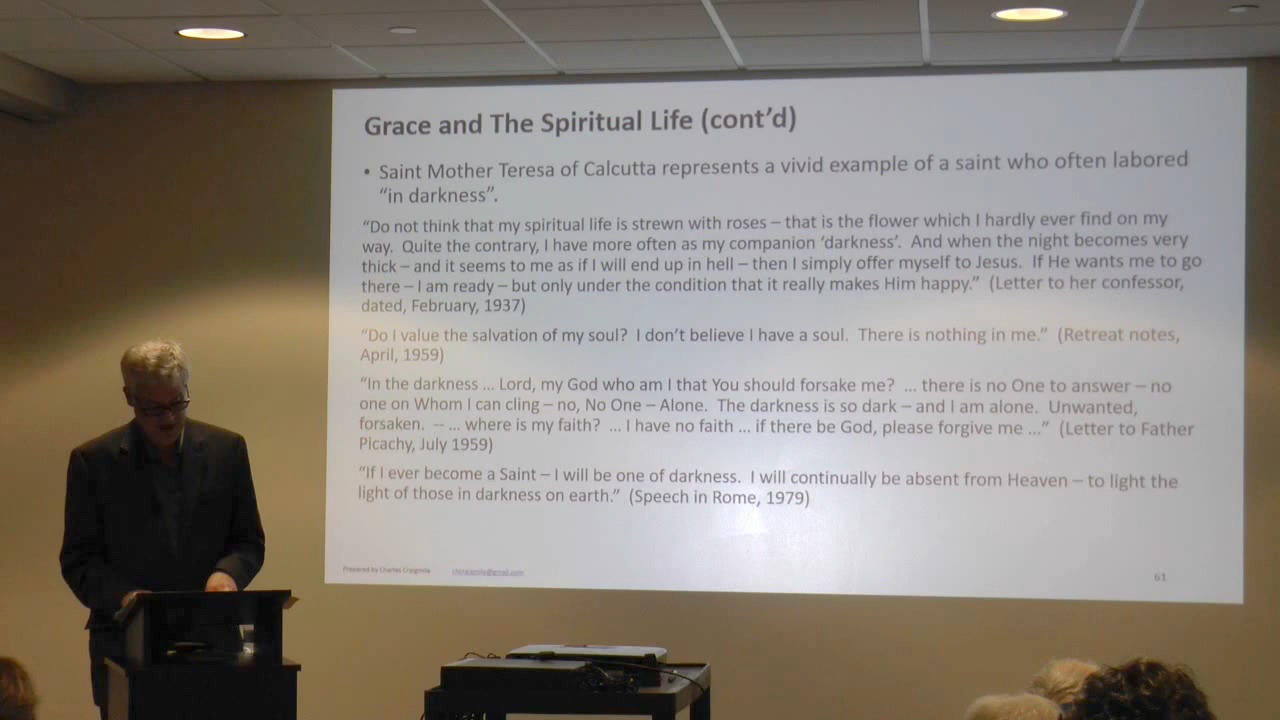 Grace and The Spiritual Life (cont’d)
• Saint Mother Teresa of Calcutta represents a vivid example of a saint who often labored
“in darkness”.
“Do not think that my spiritual life is strewn with roses – that is the flower which I hardly ever find on my
way.  Quite the contrary, I have more often as my companion ‘darkness’.  And when the night becomes very
thick – and it seems to me as if I will end up in hell – then I simply offer myself to Jesus.  If He wants me to go
there – I am ready – but only under the condition that it really makes Him happy.”  (Letter to her confessor,
dated, February, 1937)
“Do I value the salvation of my soul?  I don’t believe I have a soul.  There is nothing in me.”  (Retreat notes,
April, 1959)
“In the darkness ... Lord, my God who am I that You should forsake me?  ... there is no One to answer – no
one on Whom I can cling – no, No One – Alone.  The darkness is so dark – and I am alone.  Unwanted,
forsaken.  -- ... where is my faith?  ... I have no faith ... if there be God, please forgive me ...”  (Letter to Father
Picachy, July 1959)
“If I ever become a Saint – I will be one of darkness.  I will continually be absent from Heaven – to light the
light of those in darkness on earth.”  (Speech in Rome, 1979)
Prepared by Charles Craigmile
61